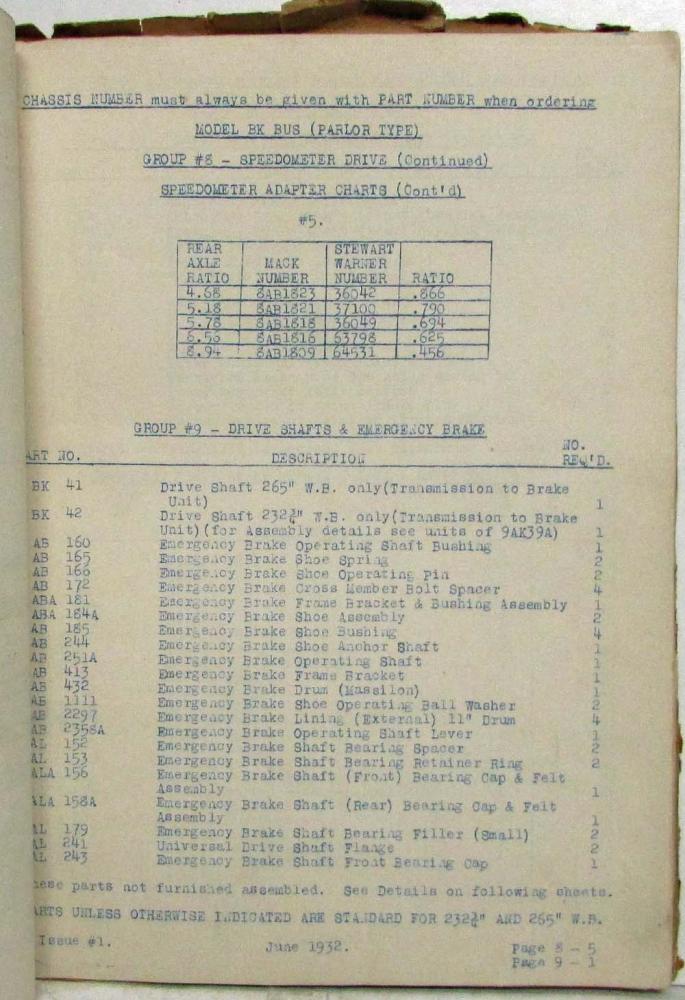 CHASSIS NUMBER must always be given with PART NUMBER when ordering
MODEL BK BUS (PARLOR TYPE)
GROUP #8 - SPEEDOMETER DRIVE (Continued)
SPEEDOMETER ADAPTER CHARTS (Cont'd)
#5.
REAR AXLE RATIO MACK NUMBER STEWART WARNER NUMBER RATIO
4.68 8AB1823 36042 .866
5.18 8AB1821 37100 .790
5.78 8AB1818 36049 .694
6.56 8AB1816 63798 .625
8.94 8AB1809 64531 .456
GROUP #9 - DRIVE SHAFTS & EMERGENCY BRAKE
ART NO. DESCRIPTION NO. REQ'D.
BK 41 Drive Shaft 265" W.B. only(Transmission to Brake
Unit) 1
BK 42 Drive Shaft 232¾" W.B. only(Transmission to Brake
Unit)(for Assembly details see units of 9AK39A) 1
AB 160 Emergency Brake Operating Shaft Bushing 1
AB 165 Emergency Brake Shoe Spring 2
AB 166 Emergency Brake Shoe Operating Pin 2
AB 172 Emergency Brake Cross Member Bolt Spacer 4
ABA 181 Emergency Brake Frame Bracket & Bushing Assembly 1
ABA 184A Emergency Brake Shoe Assembly 2
AB 185 Emergency Brake Shoe Bushing 4
AB 244 Emergency Brake Shoe Anchor Shaft 1
AB 251A Emergency Brake Operating Shaft 1
AB 413 Emergency Brake Frame Bracket 1
AB 432 Emergency Brake Drum (Massilon) 1
AB 1111 Emergency Brake Shoe Operating Ball Washer 2
AB 2297 Emergency Brake Lining (External) 11" Drum 4
AB 2358A Emergency Brake Operating Shaft Lever 1
AL 152 Emergency Brake Shaft Bearing Spacer 2
AL 153 Emergency Brake Shaft Bearing Retainer Ring 2
ALA 156 Emergency Brake Shaft (Front) Bearing Cap & Felt
Assembly 1
ALA 158A Emergency Brake Shaft (Rear) Bearing Cap & Felt
Assembly 1
AL 179 Emergency Brake Shaft Bearing Filler (Small) 2
AL 241 Universal Drive Shaft Flange 2
AL 243 Emergency Brake Shaft Front Bearing Cap 1
hese parts not furnished assembled. See Details on following sheets.
ARTS UNLESS OTHERWISE INDICATED ARE STANDARD FOR 232¾" AND 265" W.B.
Issue #1. June 1932. Page 8 - 5
Page 9 - 1